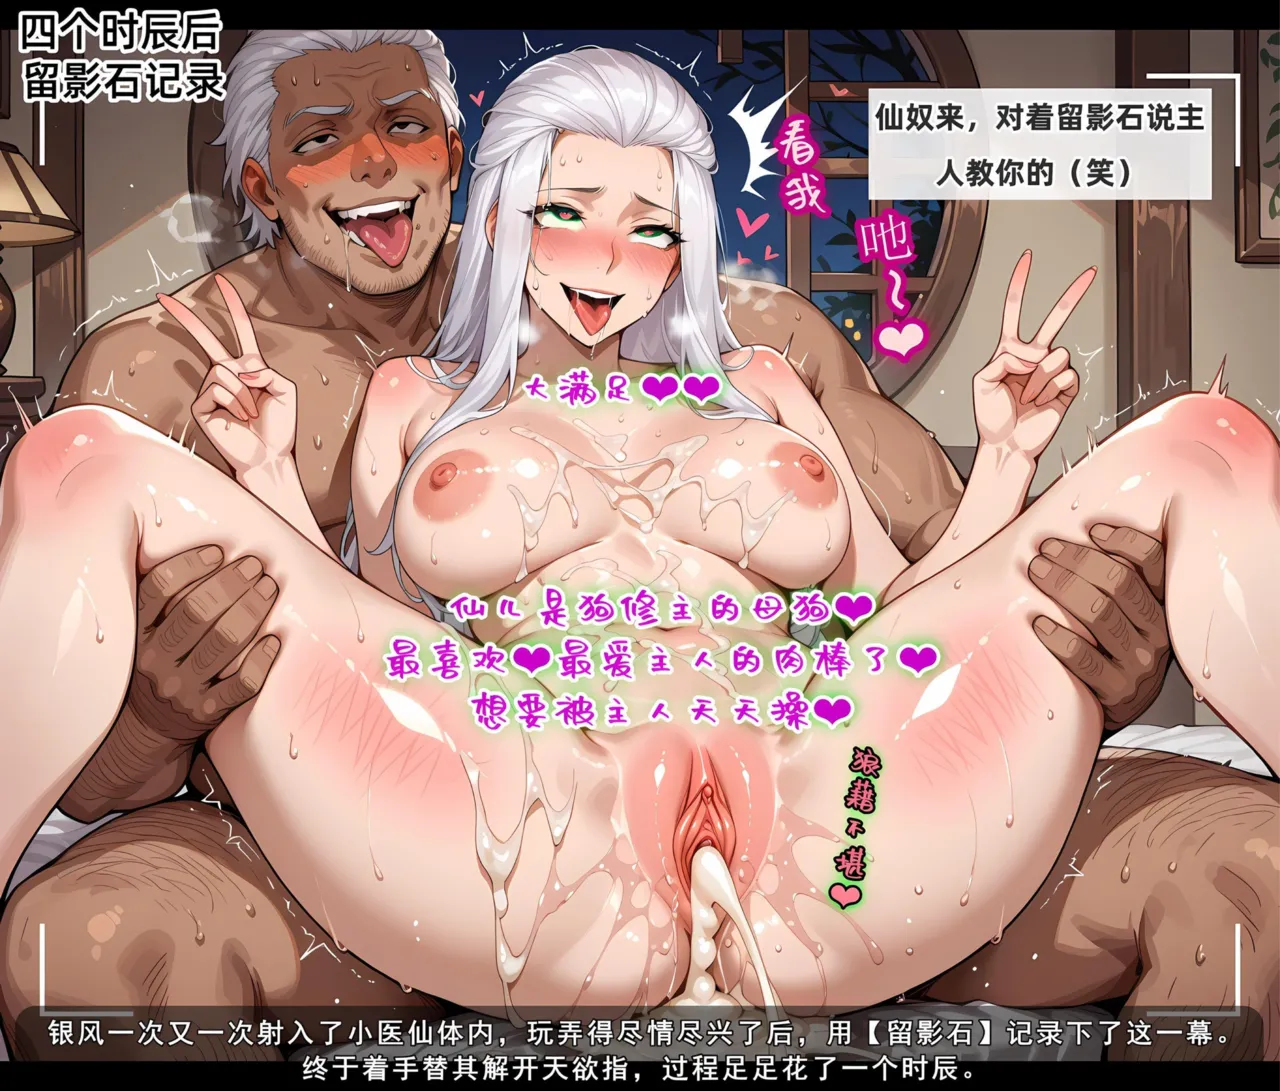 四个时辰后
留影石记录
仙奴来，对着留影石说主
人教你的（笑）
看我
吔～
大满足
仙儿是狗修主的母狗
最喜欢 最爱主人的肉棒了
想要被主人天天操
狼藉不堪
银风一次又一次射入了小医仙体内，玩弄得尽情尽兴了后，用【留影石】记录下了这一幕。
终于着手替其解开天欲指，过程足足花了一个时辰。